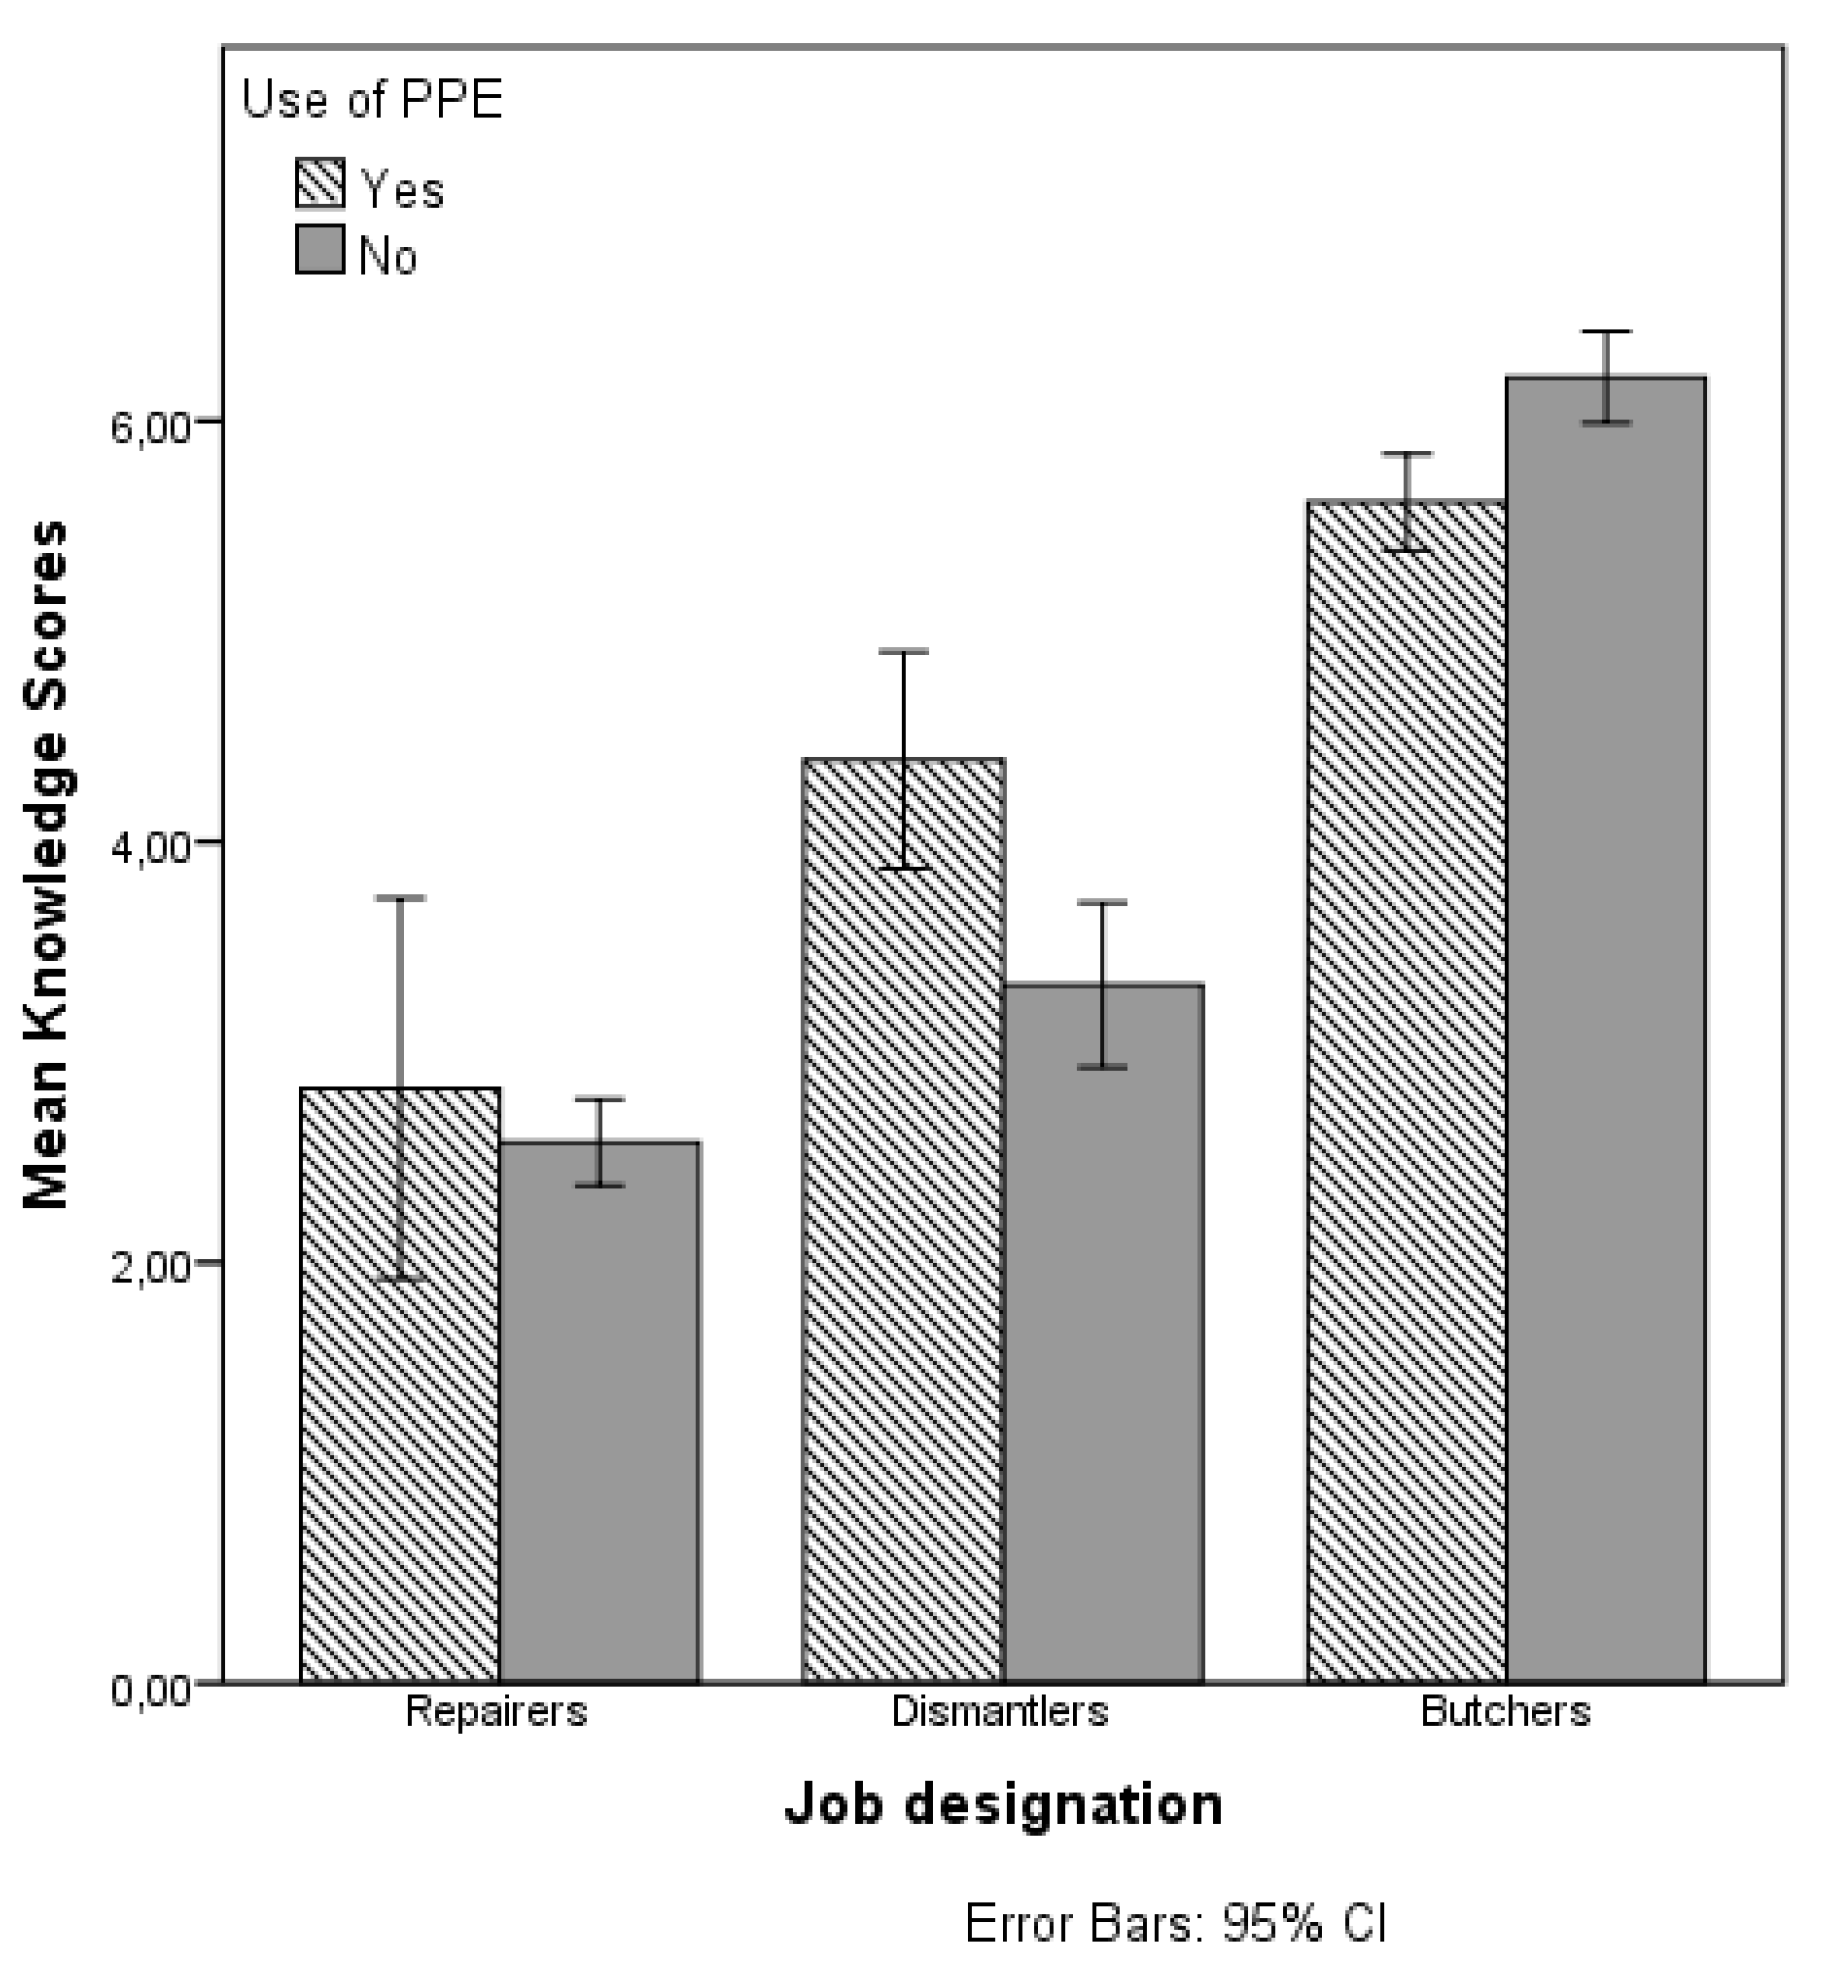 Use of PPE
Yes
No
6,00
4,00
2,00
0,00
Mean Knowledge Scores
Repairers Dismantlers Butchers
Job designation
Error Bars: 95% CI